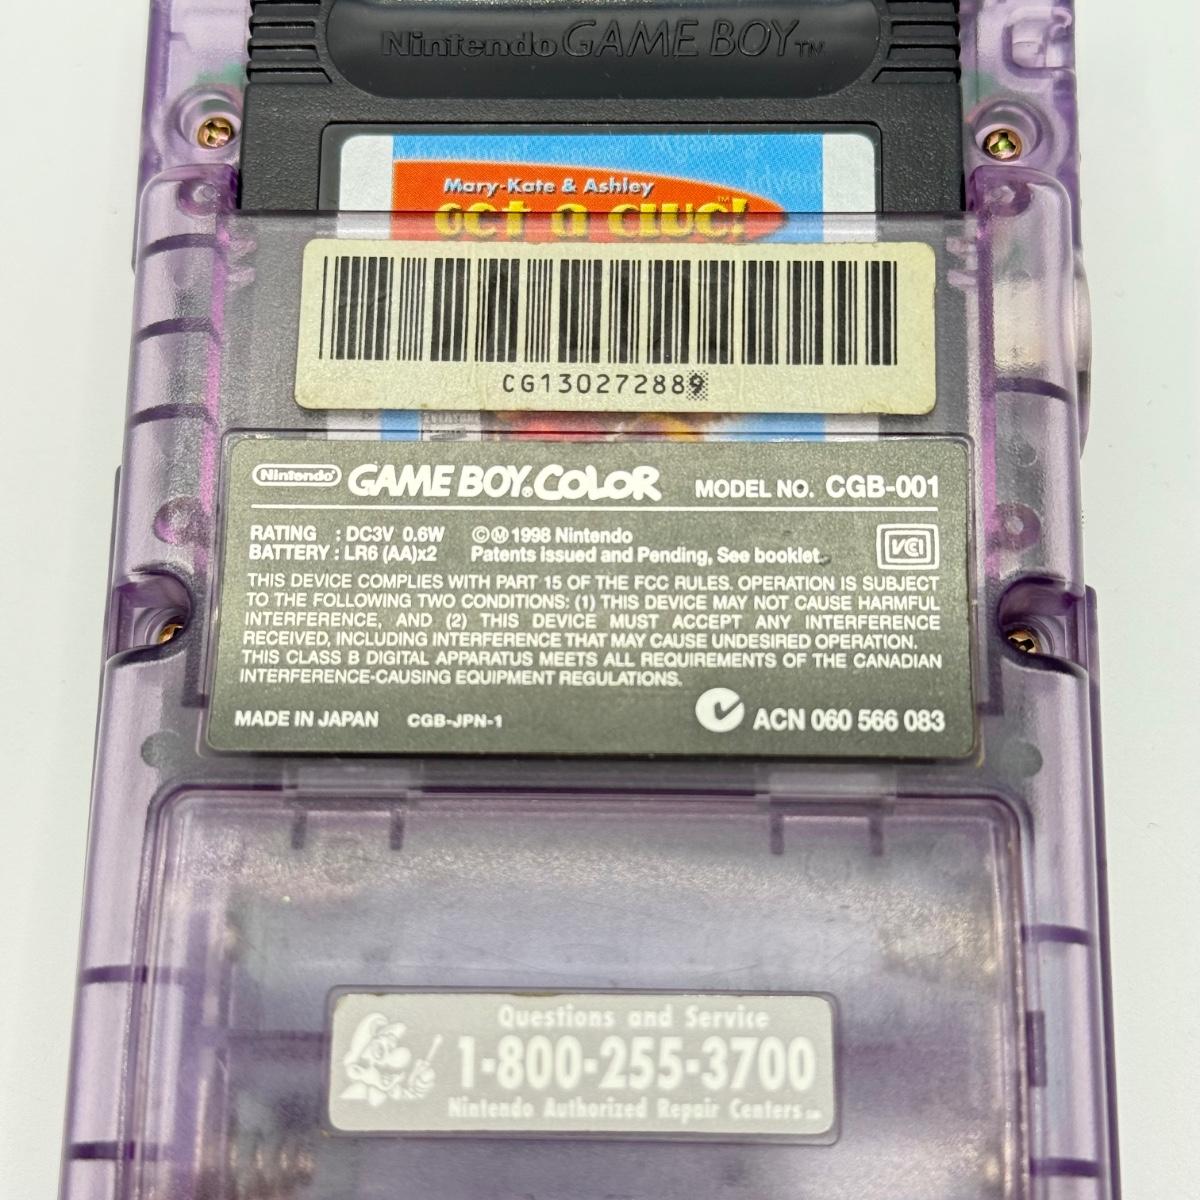 Nintendo GAME BOY TM
Mary-Kate & Ashley
Get a Clue! TM
CG130272889
Nintendo GAME BOY® COLOR MODEL NO. CGB-001
RATING : DC3V 0.6W ©Ⓜ1998 Nintendo
BATTERY : LR6 (AA)x2 Patents issued and Pending, See booklet.
VCI
THIS DEVICE COMPLIES WITH PART 15 OF THE FCC RULES. OPERATION IS SUBJECT
TO THE FOLLOWING TWO CONDITIONS: (1) THIS DEVICE MAY NOT CAUSE HARMFUL
INTERFERENCE, AND (2) THIS DEVICE MUST ACCEPT ANY INTERFERENCE
RECEIVED, INCLUDING INTERFERENCE THAT MAY CAUSE UNDESIRED OPERATION.
THIS CLASS B DIGITAL APPARATUS MEETS ALL REQUIREMENTS OF THE CANADIAN
INTERFERENCE-CAUSING EQUIPMENT REGULATIONS.
MADE IN JAPAN CGB-JPN-1 ACN 060 566 083
Questions and Service
1-800-255-3700
Nintendo Authorized Repair Centers SM